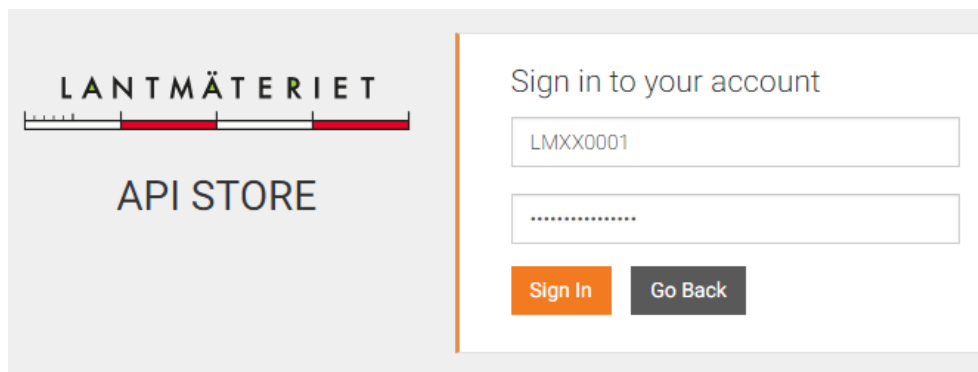 LANTMÄTERIET
API STORE
Sign in to your account
LMXX0001
••••••••••••••••
Sign In
Go Back